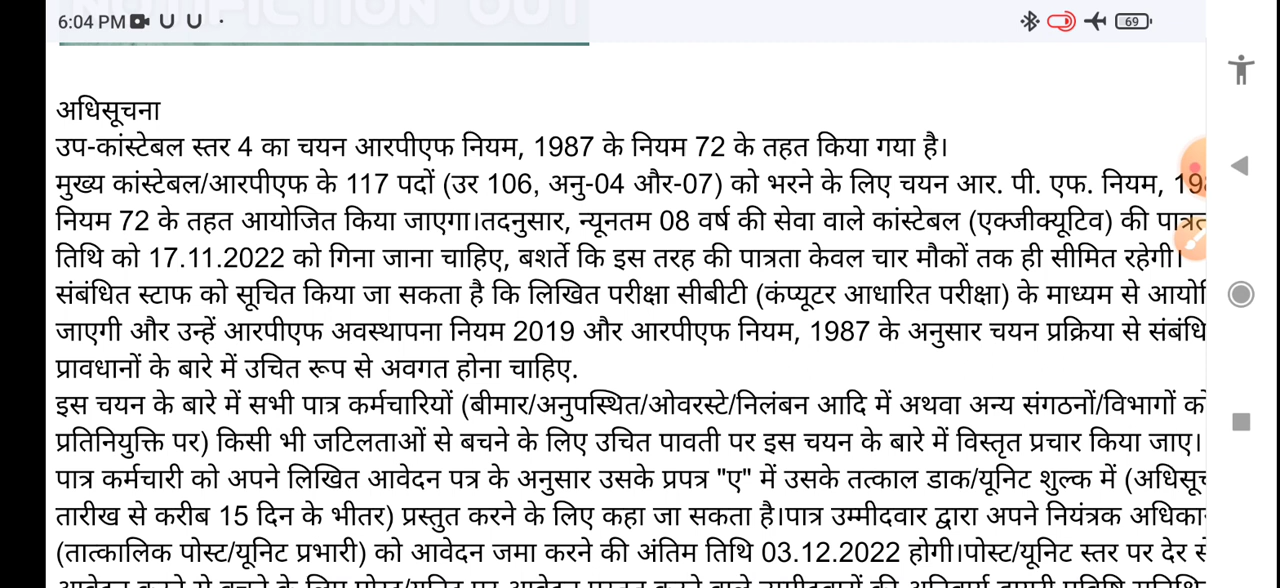 NOTIFICTION OUT
6:04 PM
69
अधिसूचना
उप-कांस्टेबल स्तर 4 का चयन आरपीएफ नियम, 1987 के नियम 72 के तहत किया गया है।
मुख्य कांस्टेबल/आरपीएफ के 117 पदों (उर 106, अनु-04 और-07) को भरने के लिए चयन आर. पी. एफ. नियम,
नियम 72 के तहत आयोजित किया जाएगा।तदनुसार, न्यूनतम 08 वर्ष की सेवा वाले कांस्टेबल (एक्जीक्यूटिव) की
तिथि को 17.11.2022 को गिना जाना चाहिए, बशर्ते कि इस तरह की पात्रता केवल चार मौकों तक ही सीमित रहेगी।
संबंधित स्टाफ को सूचित किया जा सकता है कि लिखित परीक्षा सीबीटी (कंप्यूटर आधारित परीक्षा) के माध्यम से
जाएगी और उन्हें आरपीएफ अवस्थापना नियम 2019 और आरपीएफ नियम, 1987 के अनुसार चयन प्रक्रिया से
प्रावधानों के बारे में उचित रूप से अवगत होना चाहिए.
इस चयन के बारे में सभी पात्र कर्मचारियों (बीमार/अनुपस्थित/ओवरस्टे/निलंबन आदि में अथवा अन्य संगठनों/विभागों को
प्रतिनियुक्ति पर) किसी भी जटिलताओं से बचने के लिए उचित पावती पर इस चयन के बारे में विस्तृत प्रचार किया जाए।
पात्र कर्मचारी को अपने लिखित आवेदन पत्र के अनुसार उसके प्रपत्र "ए" में उसके तत्काल डाक/यूनिट शुल्क में
तारीख से करीब 15 दिन के भीतर) प्रस्तुत करने के लिए कहा जा सकता है।पात्र उम्मीदवार द्वारा अपने नियंत्रक
(तात्कालिक पोस्ट/यूनिट प्रभारी) को आवेदन जमा करने की अंतिम तिथि 03.12.2022 होगी।पोस्ट/यूनिट स्तर पर देर से